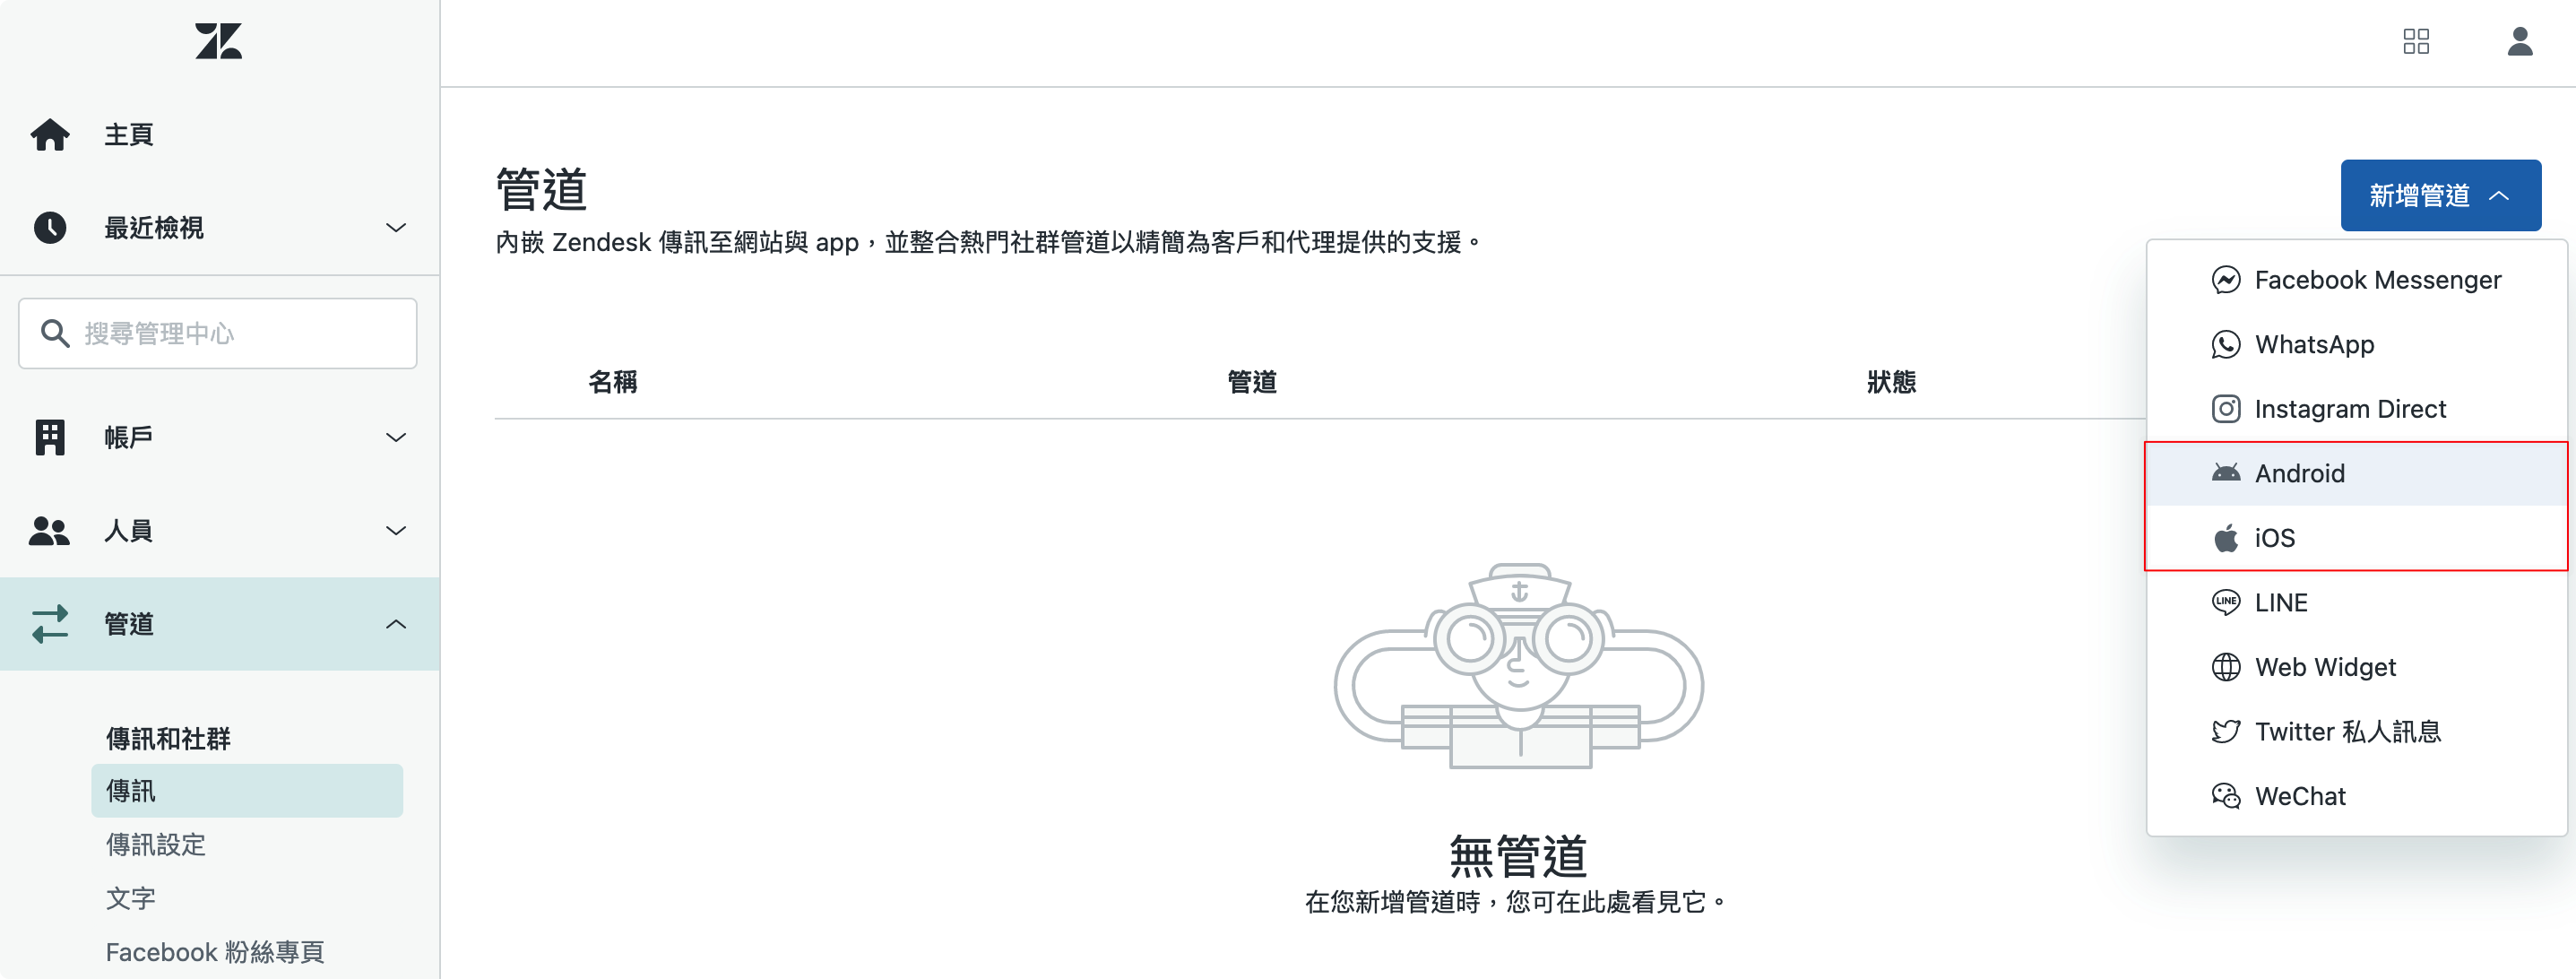 主頁
最近檢視
搜尋管理中心
帳戶
人員
管道
傳訊和社群
傳訊
傳訊設定
文字
Facebook 粉絲專頁
管道
新增管道
內嵌 Zendesk 傳訊至網站與 app，並整合熱門社群管道以精簡為客戶和代理提供的支援。
名稱 管道 狀態
無管道
在您新增管道時，您可在此處看見它。
Facebook Messenger
WhatsApp
Instagram Direct
Android
iOS
LINE
Web Widget
Twitter 私人訊息
WeChat